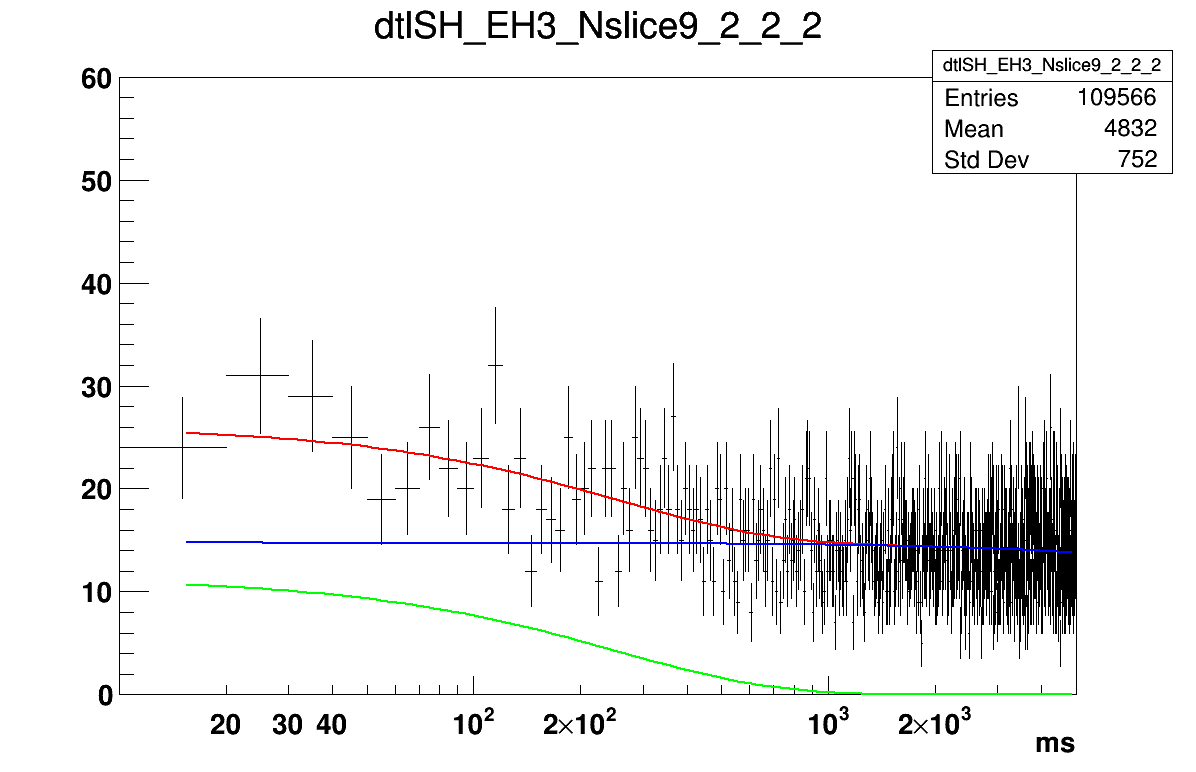 dtlSH_EH3_Nslice9_2_2_2
dtlSH_EH3_Nslice9_2_2_2
Entries 109566
Mean 4832
Std Dev 752
60
50
40
30
20
10
0
20 30 40 10² 2×10² 10³ 2×10³
ms